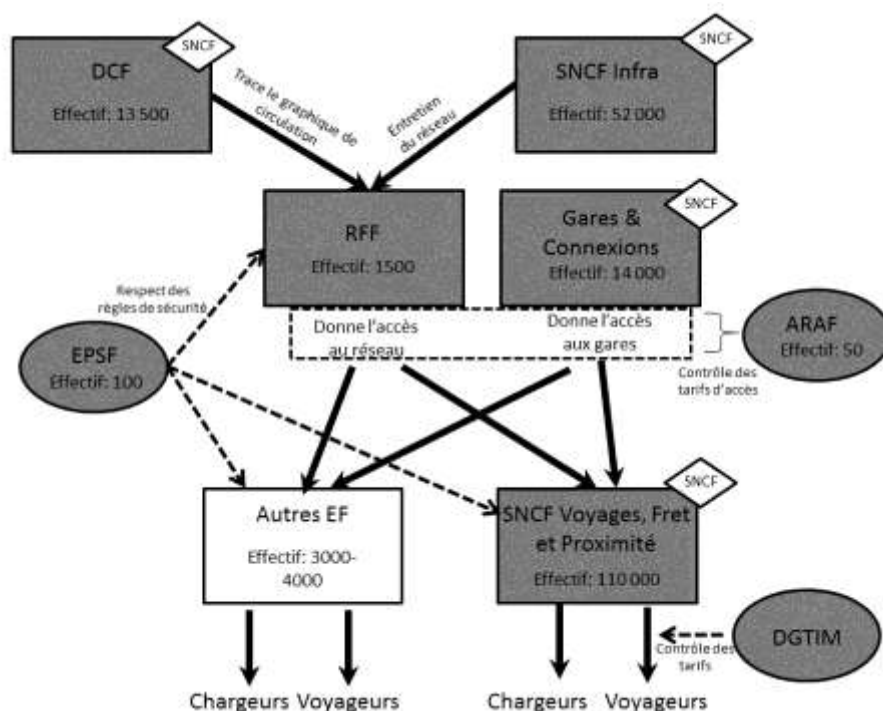 SNCF
DCF
Effectif: 13 500
SNCF
SNCF Infra
Effectif: 52 000
Trace le graphique de
circulation
Entretien
du réseau
RFF
Effectif: 1500
SNCF
Gares &
Connexions
Effectif: 14 000
Respect des
règles de sécurité
EPSF
Effectif: 100
Donne l'accès
au réseau
Donne l'accès
aux gares
ARAF
Effectif: 50
Contrôle des
tarifs d'accès
Autres EF
Effectif: 3000-
4000
SNCF
SNCF Voyages, Fret
et Proximité
Effectif: 110 000
DGTIM
Contrôle des
tarifs
Chargeurs Voyageurs
Chargeurs Voyageurs